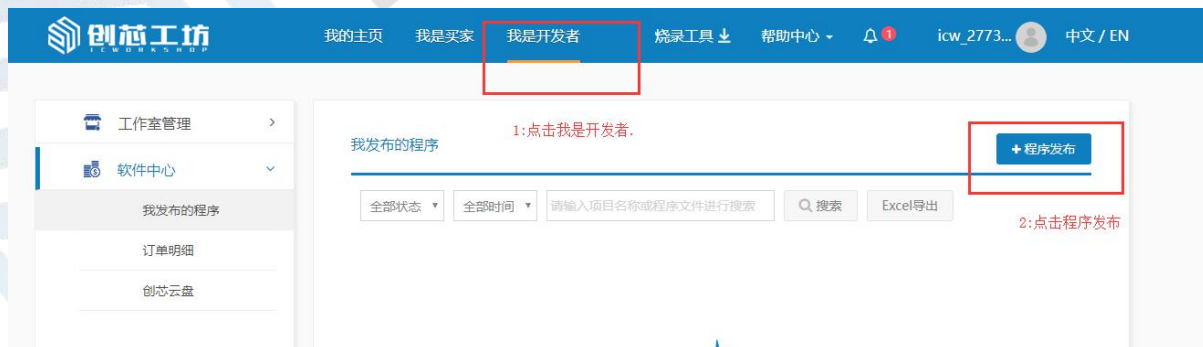 创芯工坊
ICWORKSHOP
我的主页 我是买家 我是开发者 烧录工具 帮助中心 1 icw_2773... 中文 / EN
工作室管理
软件中心
我发布的程序
订单明细
创芯云盘
我发布的程序
1:点击我是开发者.
+程序发布
全部状态 全部时间 请输入项目名称或程序文件进行搜索 搜索 Excel导出
2:点击程序发布